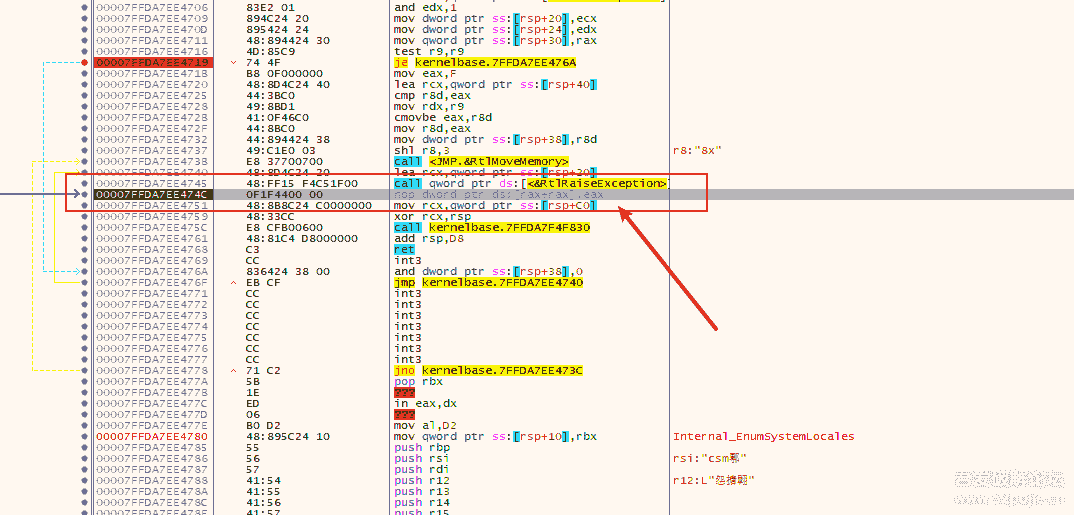 00007FFDA7EE4706 83E2 01 and edx,1
00007FFDA7EE4709 894C24 20 mov dword ptr ss:[rsp+20],ecx
00007FFDA7EE470D 895424 24 mov dword ptr ss:[rsp+24],edx
00007FFDA7EE4711 48:894424 30 mov qword ptr ss:[rsp+30],rax
00007FFDA7EE4716 4D:85C9 test r9,r9
00007FFDA7EE4719 74 4F je kernelbase.7FFDA7EE476A
00007FFDA7EE471B B8 0F000000 mov eax,F
00007FFDA7EE4720 48:8D4C24 40 lea rcx,qword ptr ss:[rsp+40]
00007FFDA7EE4725 44:3BC0 cmp r8d,eax
00007FFDA7EE4728 49:8BD1 mov rdx,r9
00007FFDA7EE472B 41:0F46C0 cmovbe eax,r8d
00007FFDA7EE472F 44:8BC0 mov r8d,eax
00007FFDA7EE4732 44:894424 38 mov dword ptr ss:[rsp+38],r8d
00007FFDA7EE4737 49:C1E0 03 shl r8,3 r8:"8x"
00007FFDA7EE473B E8 37700700 call <JMP.&RtlMoveMemory>
48:8D4C24 20 lea rcx,qword ptr ss:[rsp+20]
00007FFDA7EE4745 48:FF15 F4C51F00 call qword ptr ds:[<&RtlRaiseException>]
00007FFDA7EE474C 0F1F4400 00 nop dword ptr ds:[rax+rax],eax
00007FFDA7EE4751 48:8B8C24 C0000000 mov rcx,qword ptr ss:[rsp+C0]
00007FFDA7EE4759 48:33CC xor rcx,rsp
00007FFDA7EE475C E8 CFB00600 call kernelbase.7FFDA7F4F830
00007FFDA7EE4761 48:81C4 D8000000 add rsp,D8
00007FFDA7EE4768 C3 ret
00007FFDA7EE4769 CC int3
00007FFDA7EE476A 836424 38 00 and dword ptr ss:[rsp+38],0
00007FFDA7EE476F EB CF jmp kernelbase.7FFDA7EE4740
00007FFDA7EE4771 CC int3
00007FFDA7EE4772 CC int3
00007FFDA7EE4773 CC int3
00007FFDA7EE4774 CC int3
00007FFDA7EE4775 CC int3
00007FFDA7EE4776 CC int3
00007FFDA7EE4777 CC int3
00007FFDA7EE4778 71 C2 jno kernelbase.7FFDA7EE473C
00007FFDA7EE477A 5B pop rbx
00007FFDA7EE477B 1E ???
00007FFDA7EE477C ED in eax,dx
00007FFDA7EE477D 06 ???
00007FFDA7EE477E B0 D2 mov al,D2
00007FFDA7EE4780 48:895C24 10 mov qword ptr ss:[rsp+10],rbx Internal_EnumSystemLocales
00007FFDA7EE4785 55 push rbp
00007FFDA7EE4786 56 push rsi rsi:"csm鄠"
00007FFDA7EE4787 57 push rdi
00007FFDA7EE4788 41:54 push r12
00007FFDA7EE478A 41:55 push r13
00007FFDA7EE478C 41:56 push r14
41:57 push r15